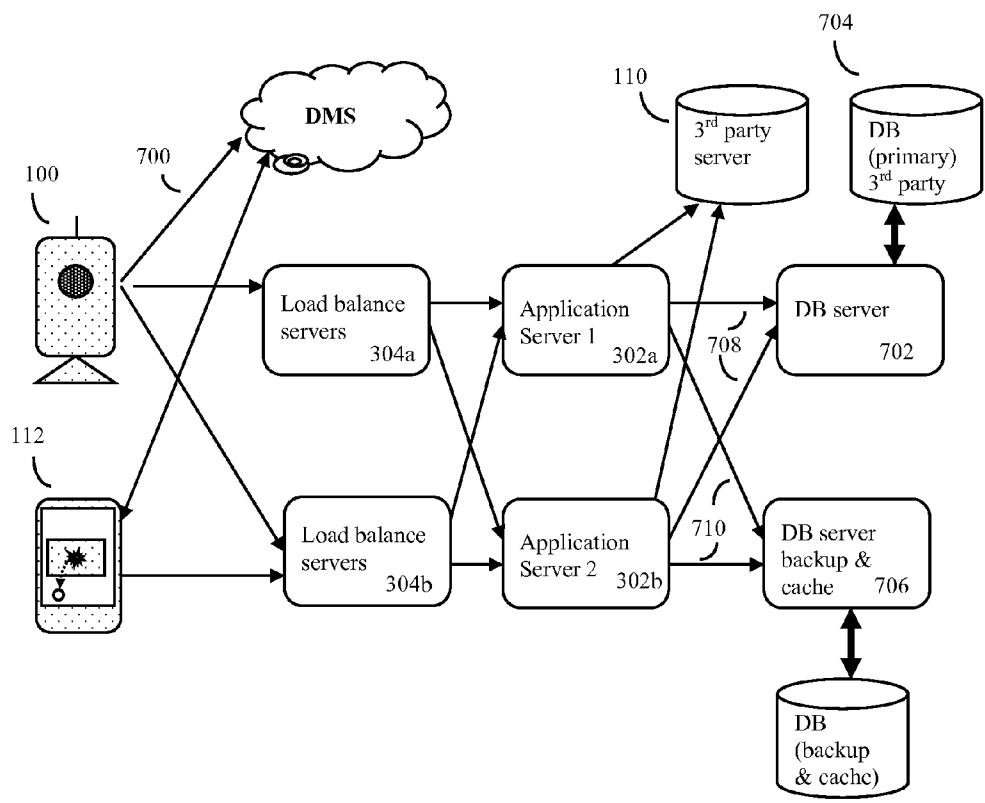 704
110
DMS
3rd party
server
DB
(primary)
3rd party
700
100
Load balance
servers
304a
Application
Server 1
302a
DB server
702
708
112
Load balance
servers
304b
Application
Server 2
302b
710
DB server
backup &
cache
706
DB
(backup
& cache)